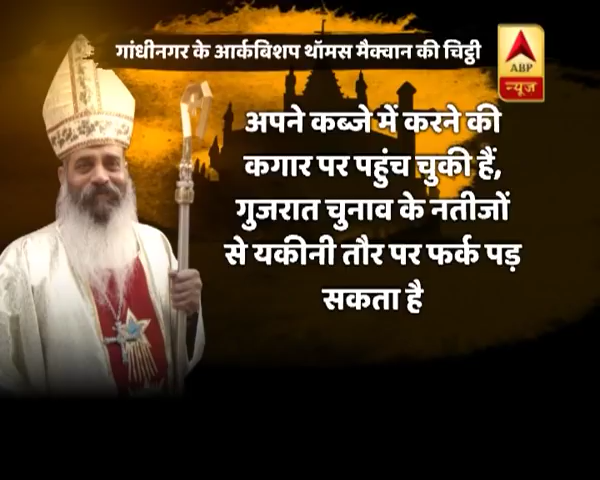 गांधीनगर के आर्कबिशप थॉमस मैक्वान की चिट्ठी
ABP
न्यूज़
अपने कब्जे में करने की
कगार पर पहुंच चुकी हैं,
गुजरात चुनाव के नतीजों
से यकीनी तौर पर फर्क पड़
सकता है